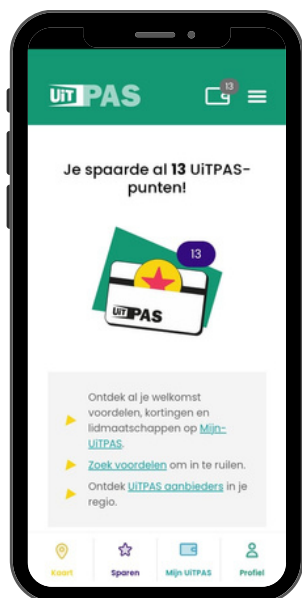 UiTPAS
13
Je spaarde al 13 UiTPAS-
punten!
13
UiTPAS
Ontdek al je welkomst
voordelen, kortingen en
lidmaatschappen op Mijn-
UiTPAS.
Zoek voordelen om in te ruilen.
Ontdek UiTPAS aanbieders in je
regio.
Kaart
Sparen
Mijn UiTPAS
Profiel